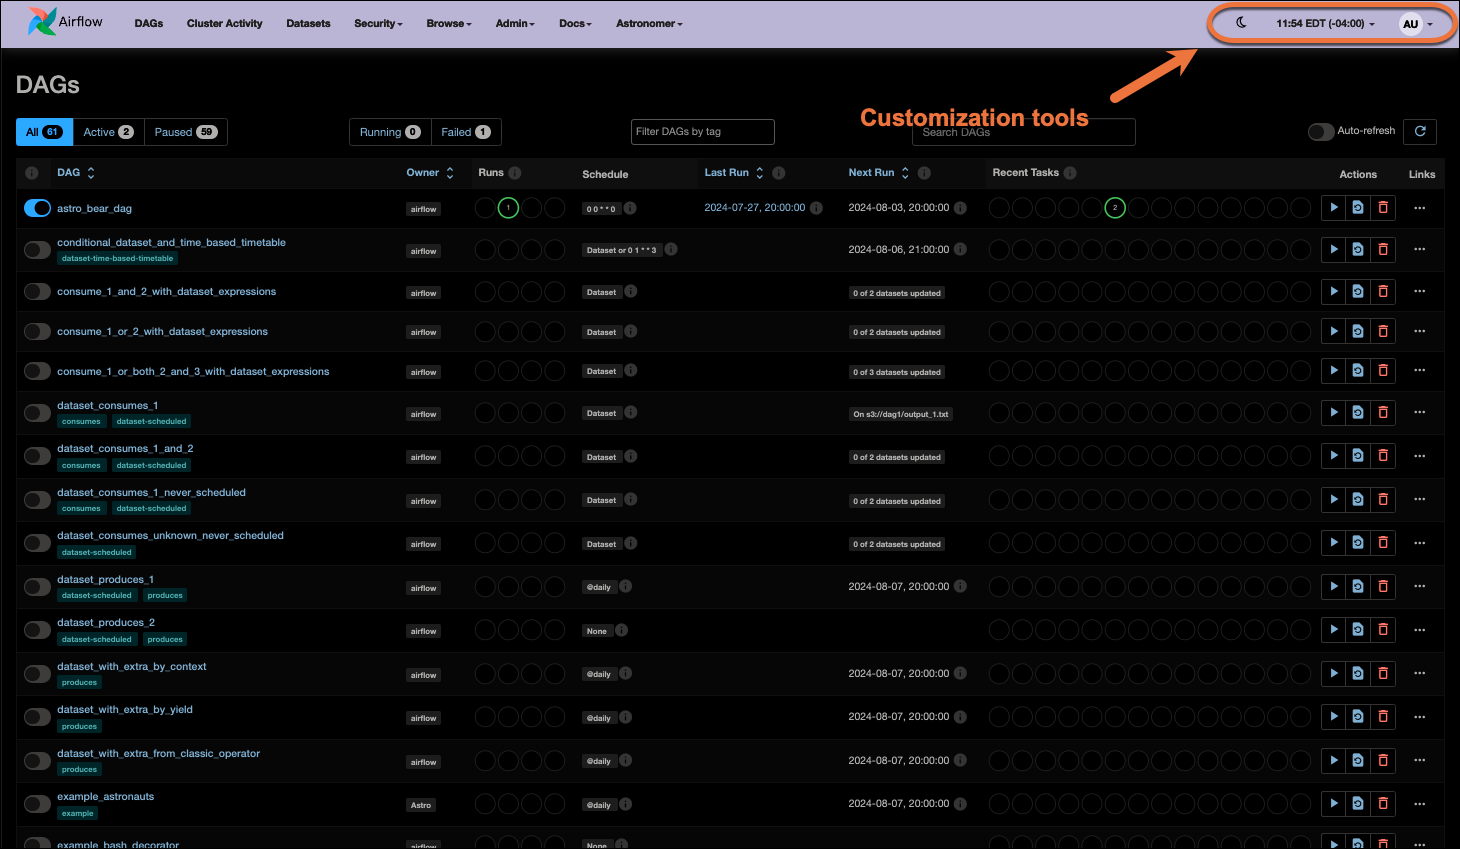 Airflow DAGs Cluster Activity Datasets Security Browse Admin Docs Astronomer 11:54 EDT (-04:00) AU
Customization tools
DAGs
All 61 Active 2 Paused 59 Running 0 Failed 1 Filter DAGs by tag Search DAGs Auto-refresh
DAG Owner Runs Schedule Last Run Next Run Recent Tasks Actions Links
astro_bear_dag airflow 1 0 0 * * 0 2024-07-27, 20:00:00 2024-08-03, 20:00:00 2
conditional_dataset_and_time_based_timetable airflow Dataset or 0 1 * * 3 2024-08-06, 21:00:00
dataset-time-based-timetable
consume_1_and_2_with_dataset_expressions airflow Dataset 0 of 2 datasets updated
consume_1_or_2_with_dataset_expressions airflow Dataset 0 of 2 datasets updated
consume_1_or_both_2_and_3_with_dataset_expressions airflow Dataset 0 of 3 datasets updated
dataset_consumes_1 airflow Dataset On s3://dag1/output_1.txt
consumes dataset-scheduled
dataset_consumes_1_and_2 airflow Dataset 0 of 2 datasets updated
consumes dataset-scheduled
dataset_consumes_1_never_scheduled airflow Dataset 0 of 2 datasets updated
consumes dataset-scheduled
dataset_consumes_unknown_never_scheduled airflow Dataset 0 of 2 datasets updated
dataset-scheduled
dataset_produces_1 airflow @daily 2024-08-07, 20:00:00
dataset-scheduled produces
dataset_produces_2 airflow None
dataset-scheduled produces
dataset_with_extra_by_context airflow @daily 2024-08-07, 20:00:00
produces
dataset_with_extra_by_yield airflow @daily 2024-08-07, 20:00:00
produces
dataset_with_extra_from_classic_operator airflow @daily 2024-08-07, 20:00:00
produces
example_astronauts Astro @daily 2024-08-07, 20:00:00
example
example_bash_decorator airflow None